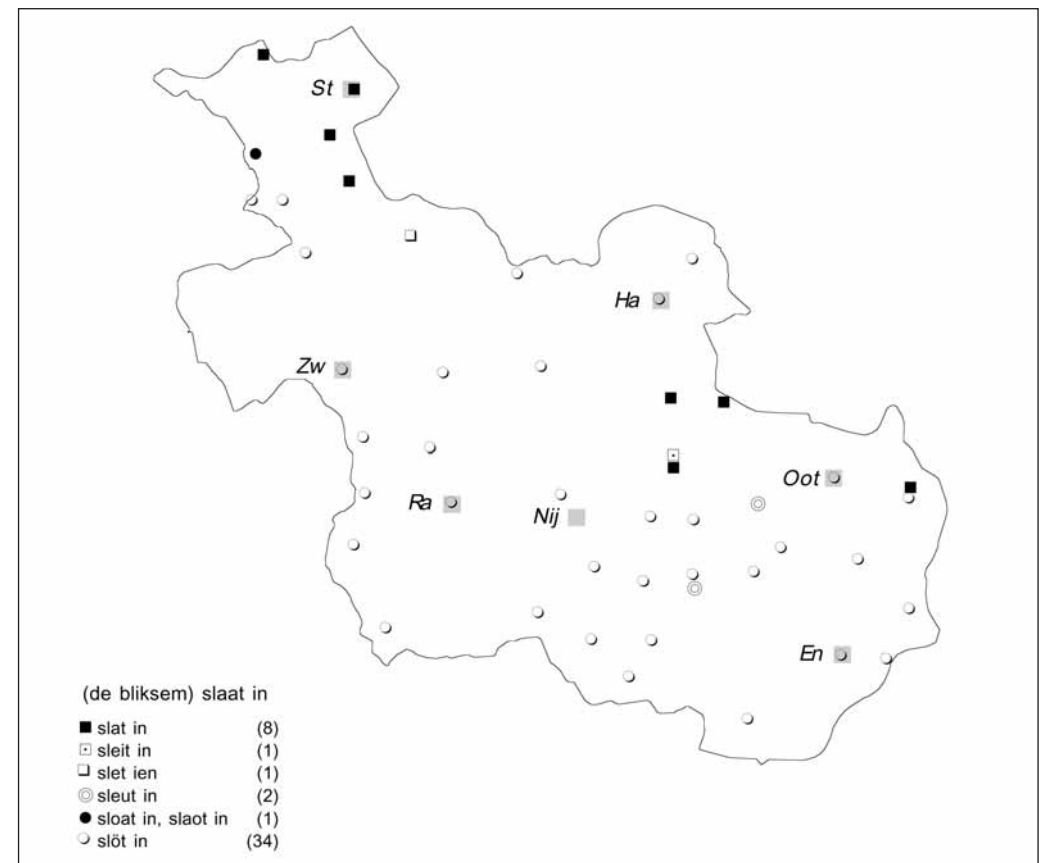 St
Ha
Zw
Oot
Ra
Nij
En
(de bliksem) slaat in
slat in (8)
sleit in (1)
slet ien (1)
sleut in (2)
sloat in, slaot in (1)
slöt in (34)